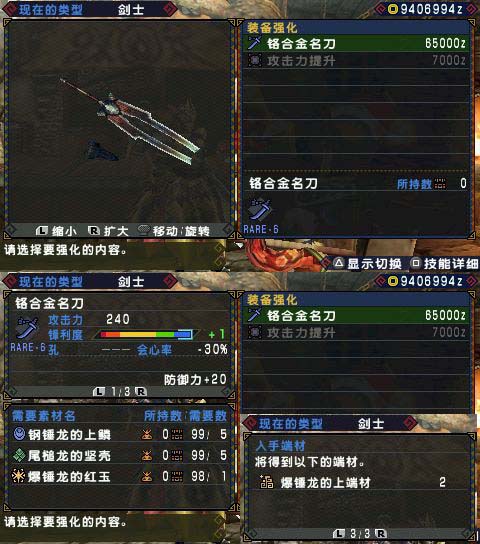 现在的类型 剑士
9406994z
装备强化
铬合金名刀 65000z
攻击力提升 7000z
铬合金名刀 所持数 0
RARE-6
L 缩小 R 扩大 移动/旋转
请选择要强化的内容。
△显示切换 □技能详细
现在的类型 剑士
9406994z
铬合金名刀
攻击力 240
锋利度 +1
RARE-6 孔 --- 会心率 -30%
防御力+20
L 1/3 R
装备强化
铬合金名刀 65000z
攻击力提升 7000z
需要素材名 所持数 需要数
钢锤龙的上鳞 0 99/ 5
尾槌龙的坚壳 0 99/ 5
爆锤龙的红玉 0 98/ 1
请选择要强化的内容。
现在的类型 剑士
入手端材
将得到以下的端材。
爆锤龙的上端材 2
L 3/3 R